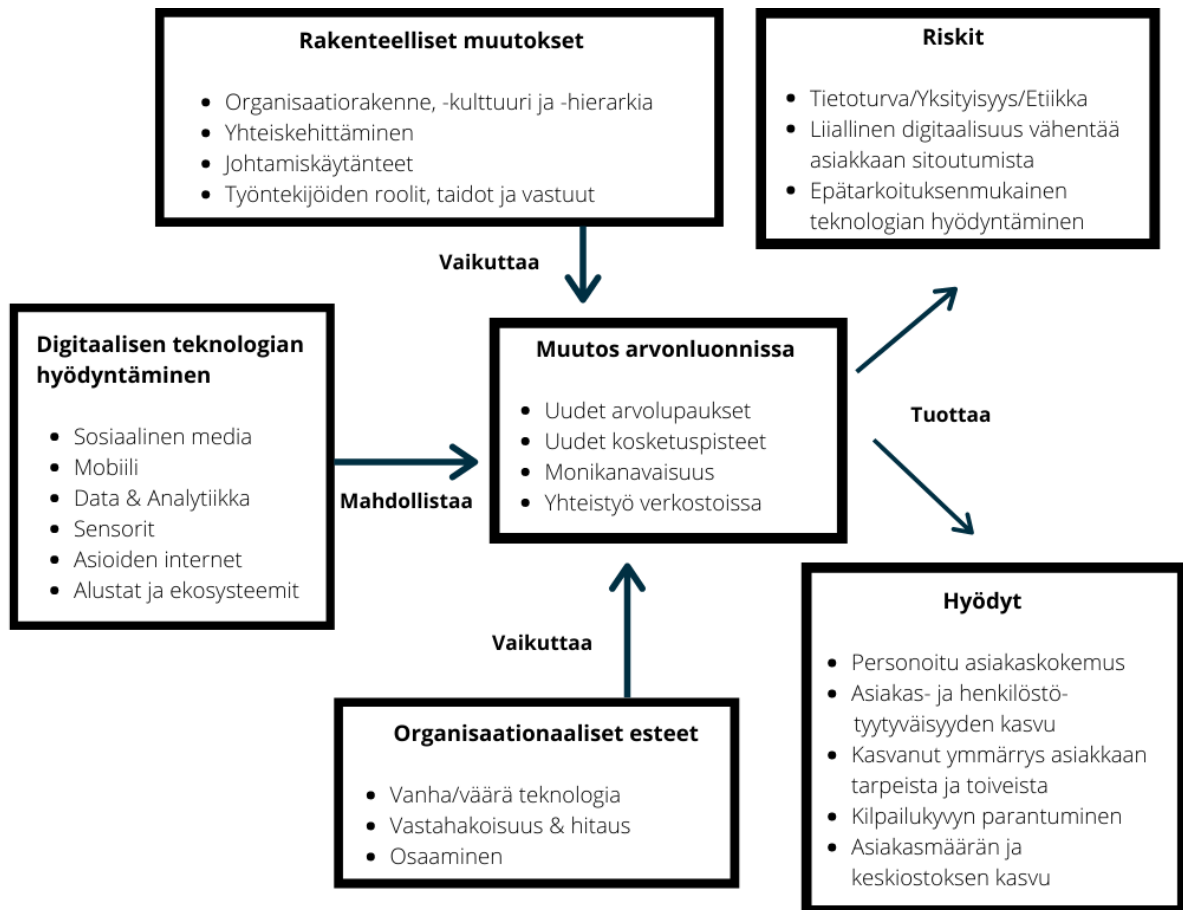 Rakenteelliset muutokset
• Organisaatiorakenne, -kulttuuri ja -hierarkia
• Yhteiskehittäminen
• Johtamiskäytänteet
• Työntekijöiden roolit, taidot ja vastuut
Riskit
• Tietoturva/Yksityisyys/Etiikka
• Liiallinen digitaalisuus vähentää
asiakkaan sitoutumista
• Epätarkoituksenmukainen
teknologian hyödyntäminen
Vaikuttaa
Digitaalisen teknologian
hyödyntäminen
• Sosiaalinen media
• Mobiili
• Data & Analytiikka
• Sensorit
• Asioiden internet
• Alustat ja ekosysteemit
Mahdollistaa
Muutos arvonluonnissa
• Uudet arvolupaukset
• Uudet kosketuspisteet
• Monikanavaisuus
• Yhteistyö verkostoissa
Tuottaa
Vaikuttaa
Organisaationaaliset esteet
• Vanha/väärä teknologia
• Vastahakoisuus & hitaus
• Osaaminen
Hyödyt
• Personoitu asiakaskokemus
• Asiakas- ja henkilöstö-
tyytyväisyyden kasvu
• Kasvanut ymmärrys asiakkaan
tarpeista ja toiveista
• Kilpailukyvyn parantuminen
• Asiakasmäärän ja
keskiostoksen kasvu